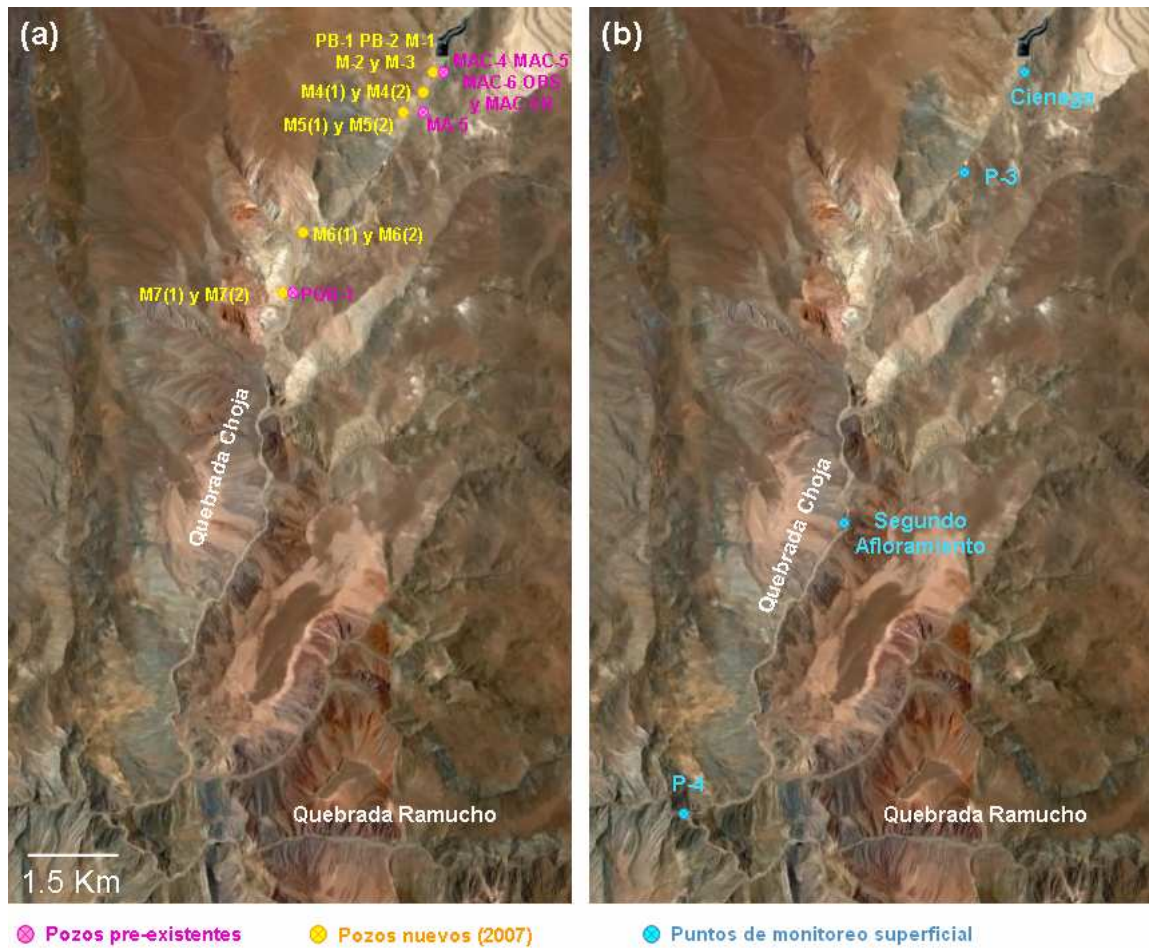 (a)
PB-1 PB-2 M-1
M-2 y M-3
M4(1) y M4(2)
M5(1) y M5(2)
MAC-4 MAC-5
MAC-6 OBS
y
MA-5
M6(1) y M6(2)
M7(1) y M7(2)
Quebrada Choja
Quebrada Ramucho
1.5 Km
(b)
Cienaga
P-3
Quebrada Choja
Segundo
Afloramiento
P-4
Quebrada Ramucho
Pozos pre-existentes
Pozos nuevos (2007)
Puntos de monitoreo superficial